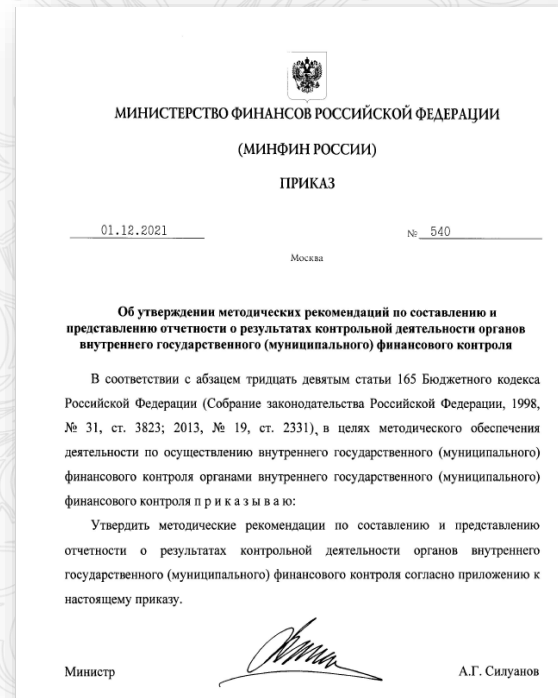 МИНИСТЕРСТВО ФИНАНСОВ РОССИЙСКОЙ ФЕДЕРАЦИИ
(МИНФИН РОССИИ)
ПРИКАЗ
01.12.2021 № 540
Москва
Об утверждении методических рекомендаций по составлению и
представлению отчетности о результатах контрольной деятельности органов
внутреннего государственного (муниципального) финансового контроля
В соответствии с абзацем тридцать девятым статьи 165 Бюджетного кодекса
Российской Федерации (Собрание законодательства Российской Федерации, 1998,
№ 31, ст. 3823; 2013, № 19, ст. 2331), в целях методического обеспечения
деятельности по осуществлению внутреннего государственного (муниципального)
финансового контроля органами внутреннего государственного (муниципального)
финансового контроля п р и к а з ы в а ю:
Утвердить методические рекомендации по составлению и представлению
отчетности о результатах контрольной деятельности органов внутреннего
государственного (муниципального) финансового контроля согласно приложению к
настоящему приказу.
Министр А.Г. Силуанов